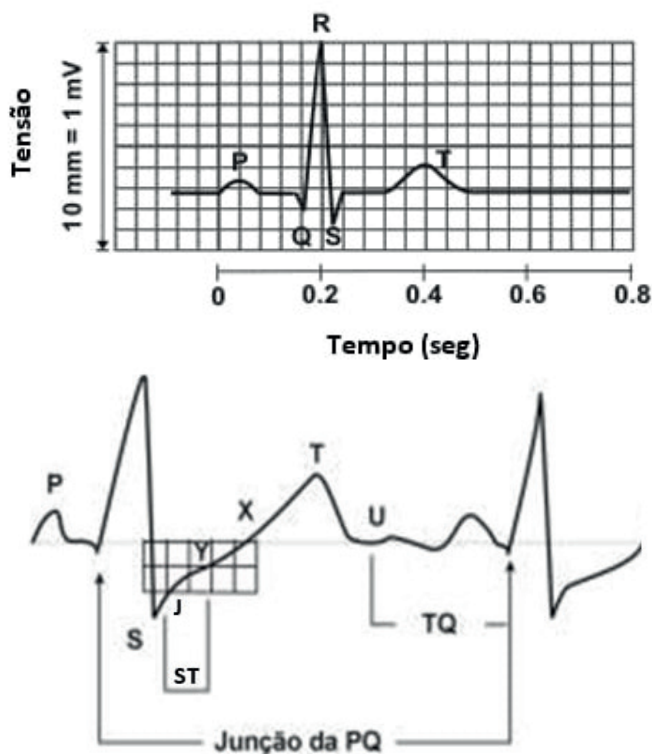 R
Tensão
10 mm = 1 mV
P
T
Q S
0 0.2 0.4 0.6 0.8
Tempo (seg)
P
T
X
U
Y
J
S
TQ
ST
Junção da PQ